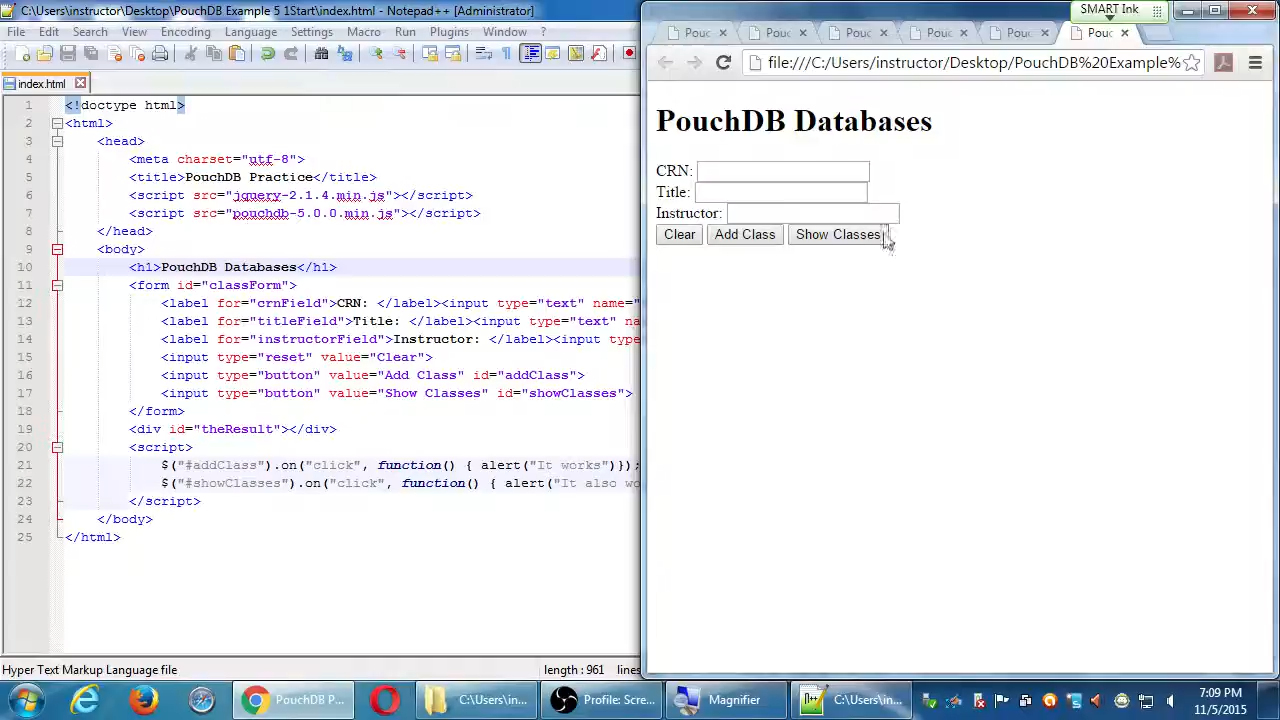 C:\Users\instructor\Desktop\PouchDB Example 5 1Start\index.html - Notepad++ [Administrator]
File Edit Search View Encoding Language Settings Macro Run Plugins Window ?
index.html
1 <!doctype html>
2 <html>
3 <head>
4 <meta charset="utf-8">
5 <title>PouchDB Practice</title>
6 <script src="jquery-2.1.4.min.js"></script>
7 <script src="pouchdb-5.0.0.min.js"></script>
8 </head>
9 <body>
10 <h1>PouchDB Databases</h1>
11 <form id="classForm">
12 <label for="crnField">CRN: </label><input type="text" name="
13 <label for="titleField">Title: </label><input type="text" na
14 <label for="instructorField">Instructor: </label><input type
15 <input type="reset" value="Clear">
16 <input type="button" value="Add Class" id="addClass">
17 <input type="button" value="Show Classes" id="showClasses">
18 </form>
19 <div id="theResult"></div>
20 <script>
21 $("#addClass").on("click", function() { alert("It works")});
22 $("#showClasses").on("click", function() { alert("It also wo
23 </script>
24 </body>
25 </html>
Hyper Text Markup Language file length : 961 lines
SMART Ink
Pouc Pouc Pouc Pouc Pouc Pouc
file:///C:/Users/instructor/Desktop/PouchDB%20Example%
PouchDB Databases
CRN:
Title:
Instructor:
Clear Add Class Show Classes
PouchDB P... C:\Users\in... Profile: Scre... Magnifier C:\Users\in...
7:09 PM
11/5/2015